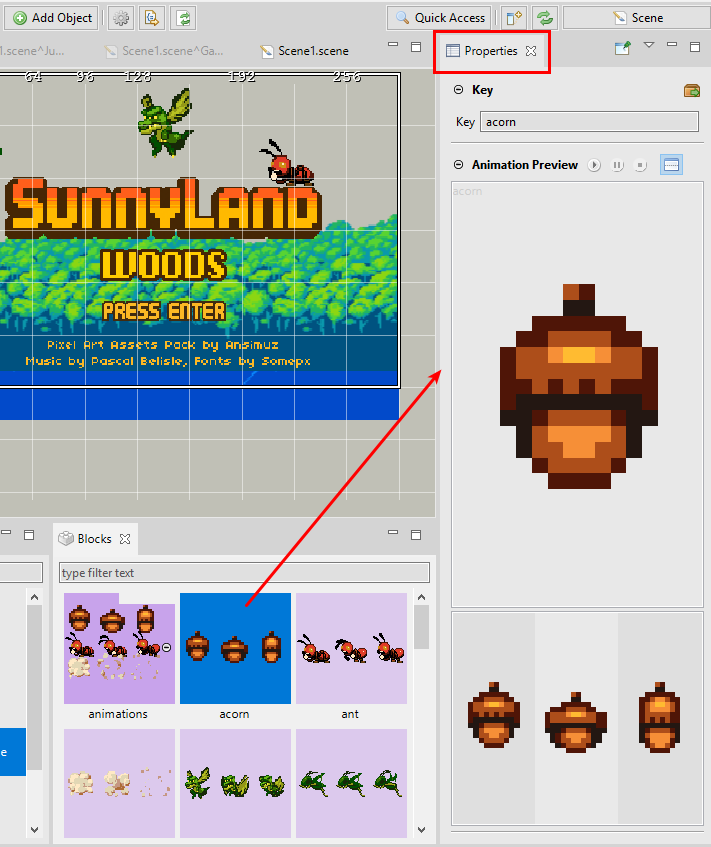 Add Object
Quick Access
Scene
1.scene^Ju...
Scene1.scene^Ga...
Scene1.scene
Properties
64 96 128 192 256
Key
Key acorn
Animation Preview
acorn
SUNNYLAND
WOODS
PRESS ENTER
Pixel Art Assets Pack by Ansimuz
Music by Pascal Belisle, Fonts by Somepx
Blocks
type filter text
animations
acorn
ant
e